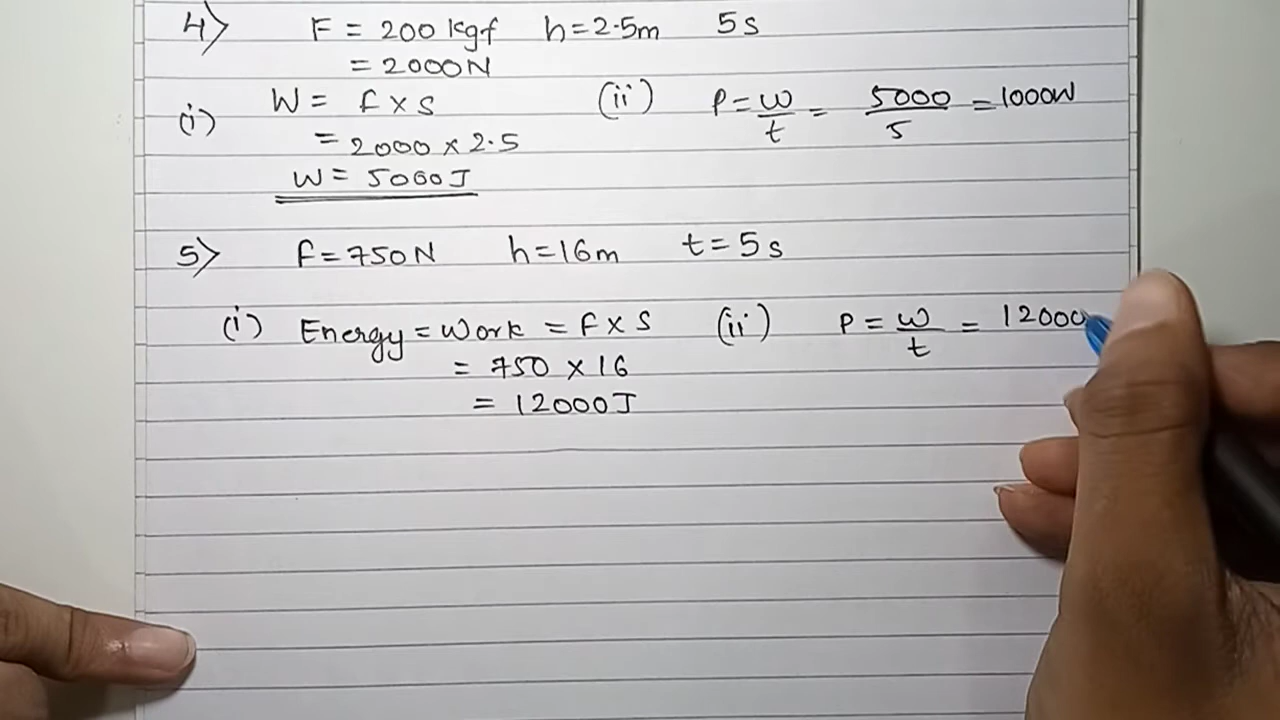 4) F = 200 kgf h=2.5m 5s
= 2000N
(i) W = F x S (ii) P = W/t = 5000/5 = 1000W
= 2000 x 2.5
W = 5000J
5) F=750N h=16m t=5s
(i) Energy = Work = F x S (ii) P = W/t = 12000
= 750 x 16
= 12000J